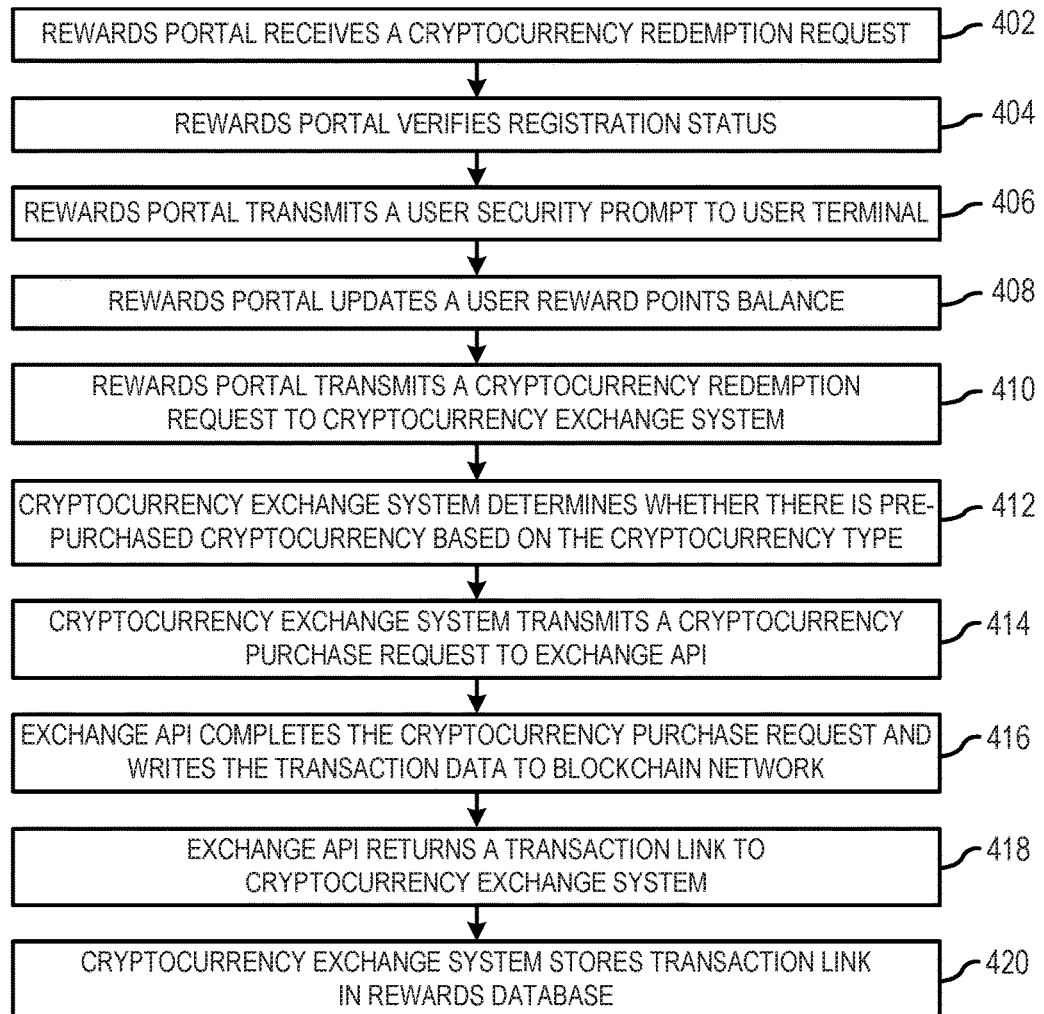 REWARDS PORTAL RECEIVES A CRYPTOCURRENCY REDEMPTION REQUEST
402
REWARDS PORTAL VERIFIES REGISTRATION STATUS
404
REWARDS PORTAL TRANSMITS A USER SECURITY PROMPT TO USER TERMINAL
406
REWARDS PORTAL UPDATES A USER REWARD POINTS BALANCE
408
REWARDS PORTAL TRANSMITS A CRYPTOCURRENCY REDEMPTION
REQUEST TO CRYPTOCURRENCY EXCHANGE SYSTEM
410
CRYPTOCURRENCY EXCHANGE SYSTEM DETERMINES WHETHER THERE IS PRE-
PURCHASED CRYPTOCURRENCY BASED ON THE CRYPTOCURRENCY TYPE
412
CRYPTOCURRENCY EXCHANGE SYSTEM TRANSMITS A CRYPTOCURRENCY
PURCHASE REQUEST TO EXCHANGE API
414
EXCHANGE API COMPLETES THE CRYPTOCURRENCY PURCHASE REQUEST AND
WRITES THE TRANSACTION DATA TO BLOCKCHAIN NETWORK
416
EXCHANGE API RETURNS A TRANSACTION LINK TO
CRYPTOCURRENCY EXCHANGE SYSTEM
418
CRYPTOCURRENCY EXCHANGE SYSTEM STORES TRANSACTION LINK
IN REWARDS DATABASE
420